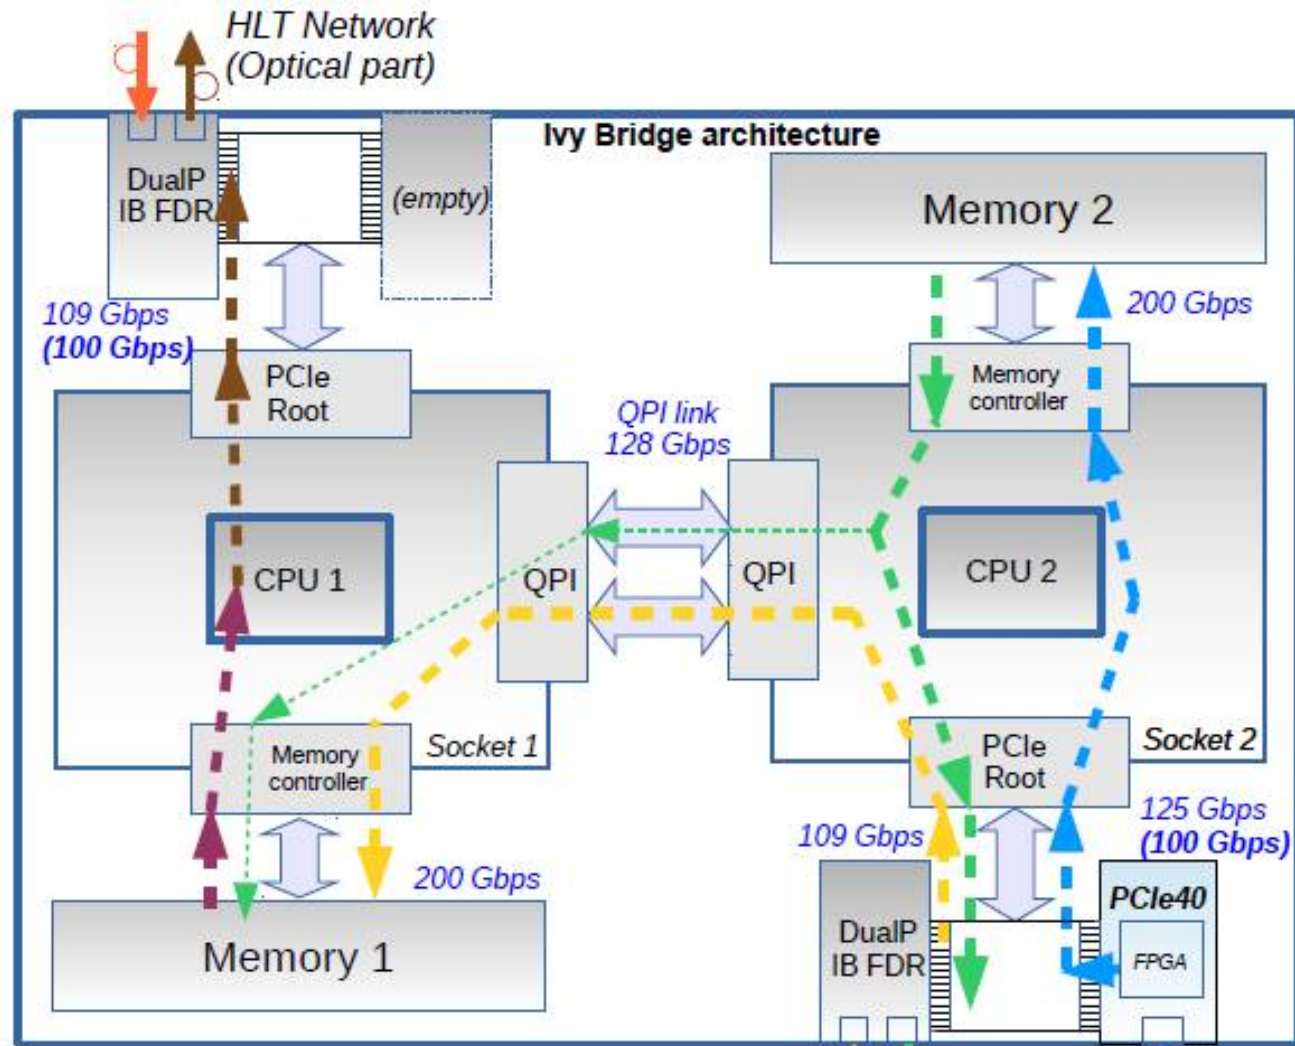 HLT Network
(Optical part)
Ivy Bridge architecture
DualP
IB FDR
(empty)
Memory 2
109 Gbps
(100 Gbps)
200 Gbps
PCIe
Root
Memory
controller
QPI link
128 Gbps
CPU 1
QPI
QPI
CPU 2
Memory
controller
Socket 1
PCIe
Root
Socket 2
109 Gbps
125 Gbps
(100 Gbps)
200 Gbps
Memory 1
DualP
IB FDR
PCIe40
FPGA